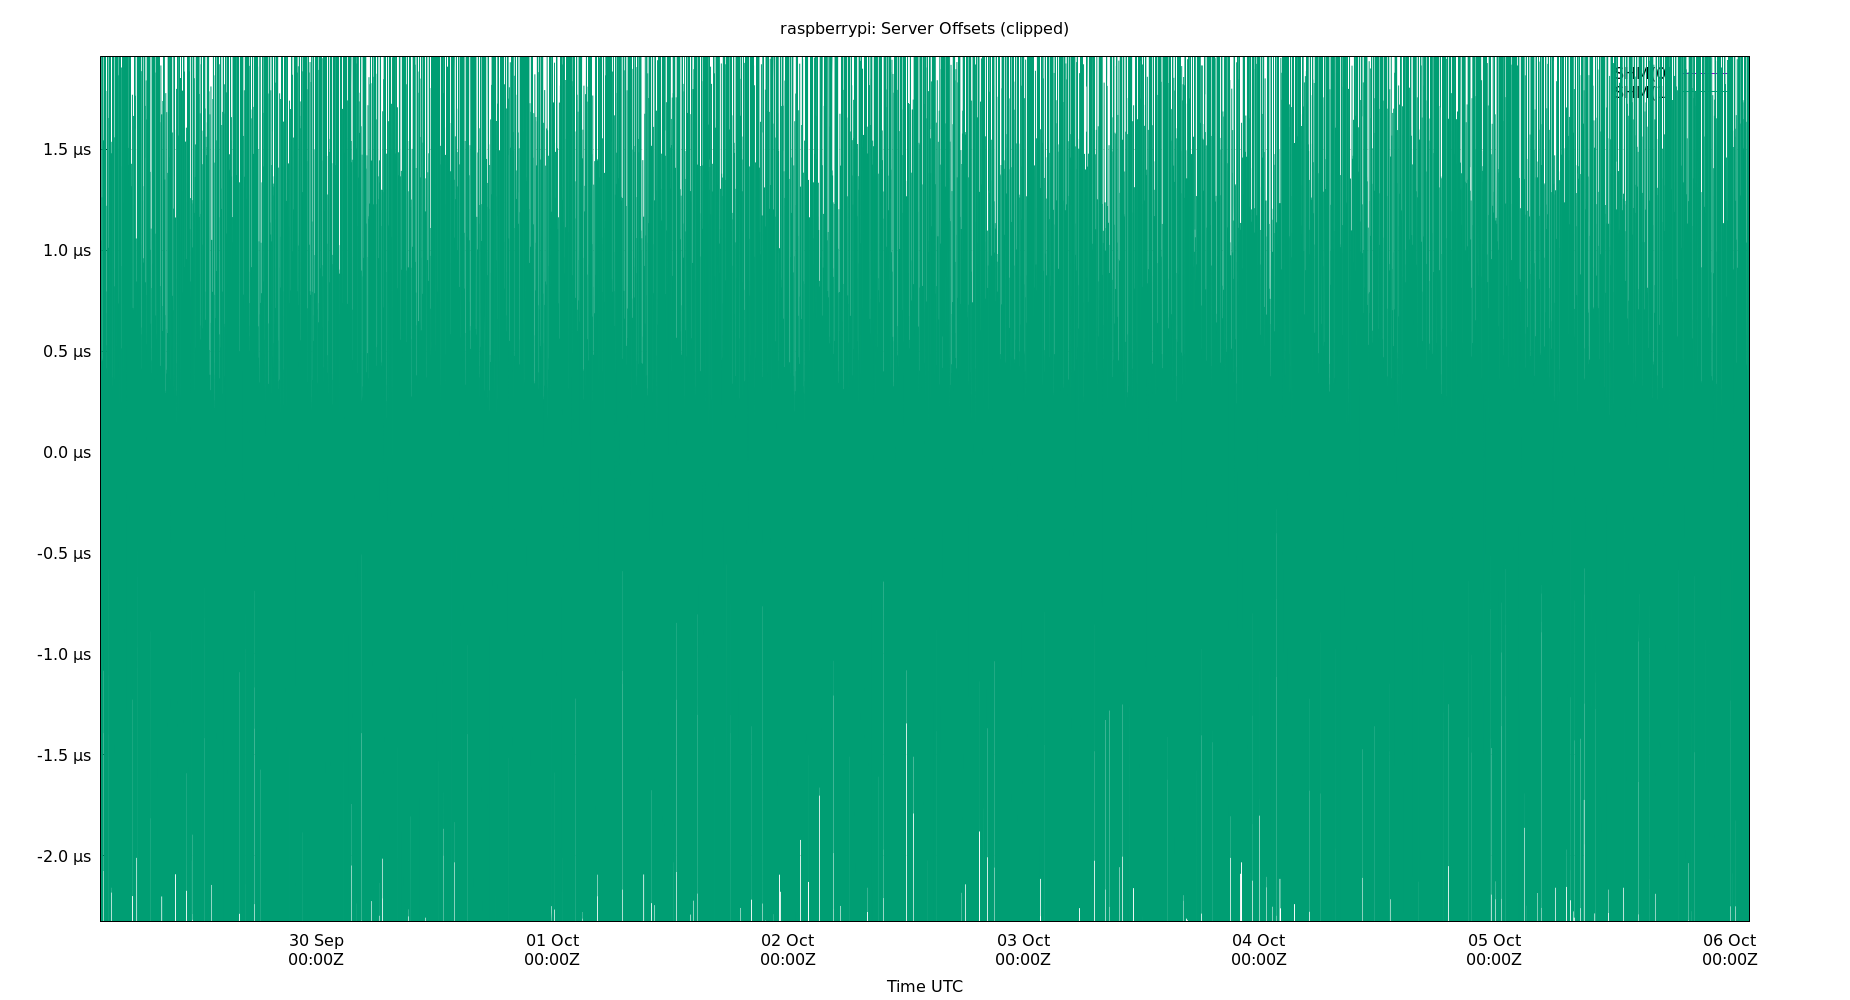 raspberrypi: Server Offsets (clipped)
1.5 µs
1.0 µs
0.5 µs
0.0 µs
-0.5 µs
-1.0 µs
-1.5 µs
-2.0 µs
30 Sep 01 Oct 02 Oct 03 Oct 04 Oct 05 Oct 06 Oct
00:00Z 00:00Z 00:00Z 00:00Z 00:00Z 00:00Z 00:00Z
Time UTC